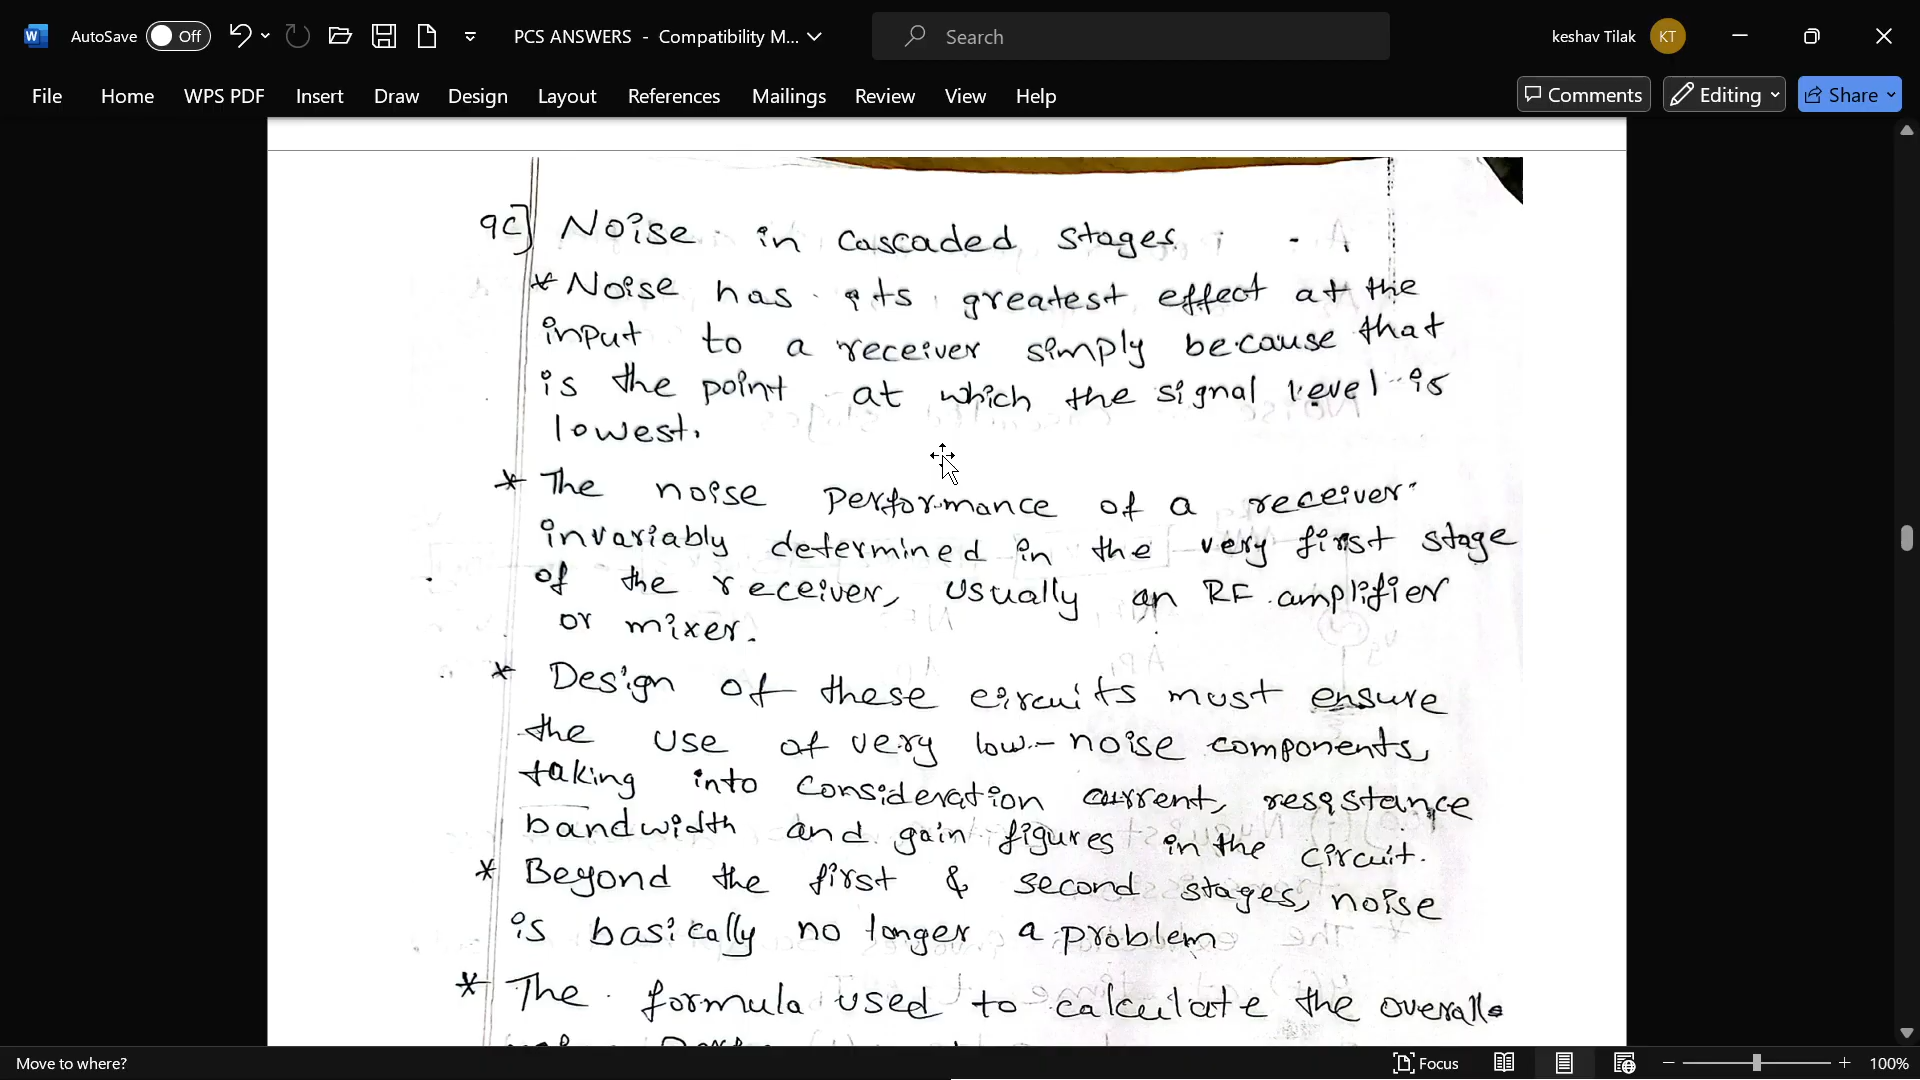 AutoSave Off PCS ANSWERS - Compatibility M... Search keshav Tilak KT
File Home WPS PDF Insert Draw Design Layout References Mailings Review View Help Comments Editing Share
9c] Noise in cascaded stages :-
* Noise has its greatest effect at the
input to a receiver simply because that
is the point at which the signal level is
lowest.
* The noise performance of a receiver
invariably determined in the very first stage
of the receiver, usually an RF amplifier
or mixer.
* Design of these circuits must ensure
the use of very low-noise components,
taking into consideration current, resistance
bandwidth and gain figures in the circuit.
* Beyond the first & second stages, noise
is basically no longer a problem
* The formula used to calculate the overall
Move to where? Focus 100%